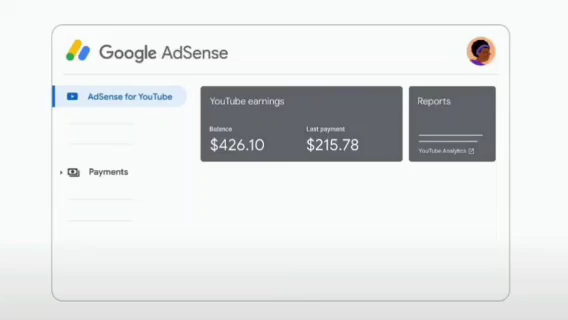 Google AdSense
AdSense for YouTube
YouTube earnings
Balance
Last payment
$426.10
$215.78
Reports
YouTube Analytics
Payments